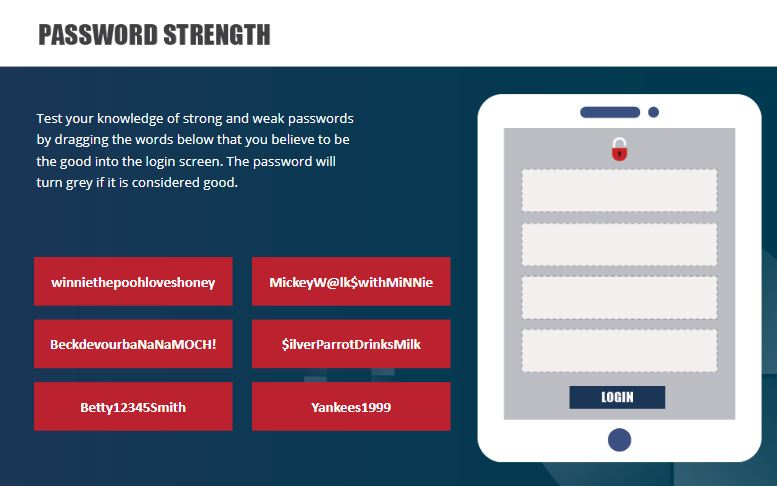 PASSWORD STRENGTH
Test your knowledge of strong and weak passwords
by dragging the words below that you believe to be
the good into the login screen. The password will
turn grey if it is considered good.
winniethepoohloveshoney
MickeyW@lk$withMiNNie
BeckdevourbaNaNaMOCH!
$ilverParrotDrinksMilk
Betty12345Smith
Yankees1999
LOGIN